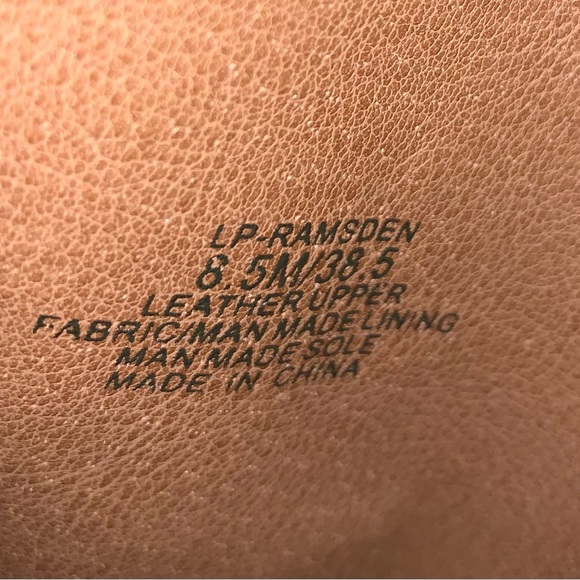 LP-RAMSDEN
8.5M/38.5
LEATHER UPPER
FABRIC/MAN MADE LINING
MAN MADE SOLE
MADE IN CHINA